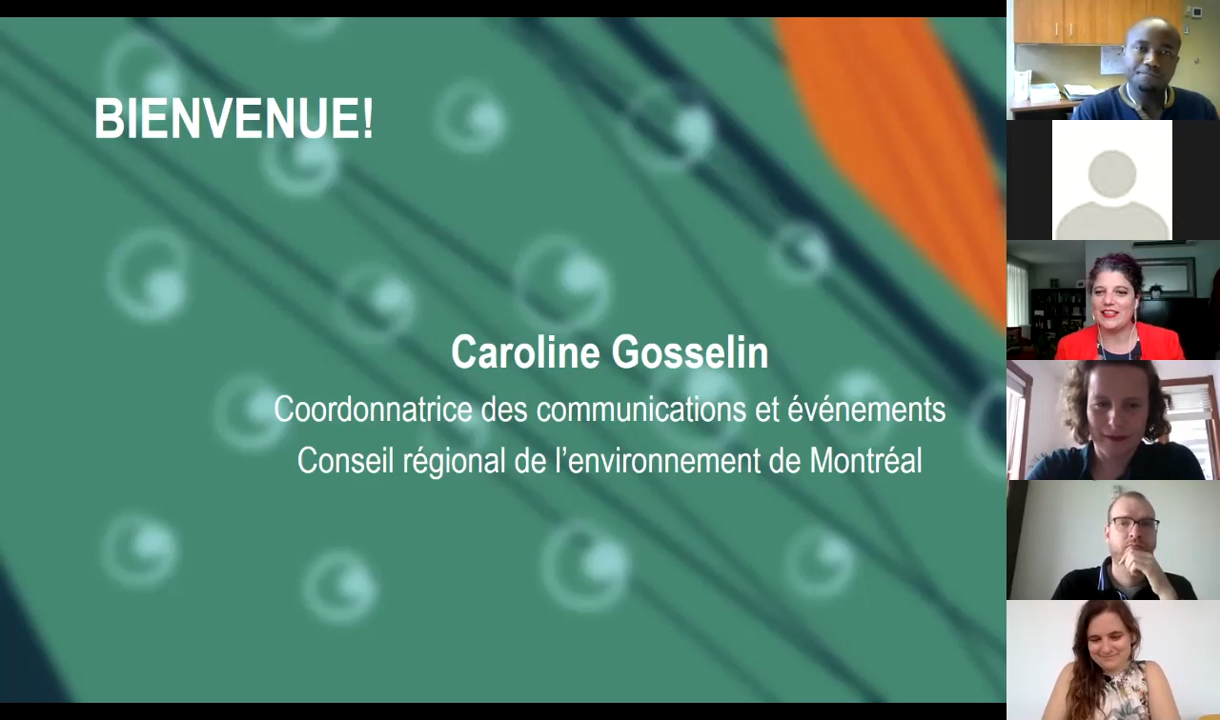 BIENVENUE!
Caroline Gosselin
Coordonnatrice des communications et événements
Conseil régional de l'environnement de Montréal